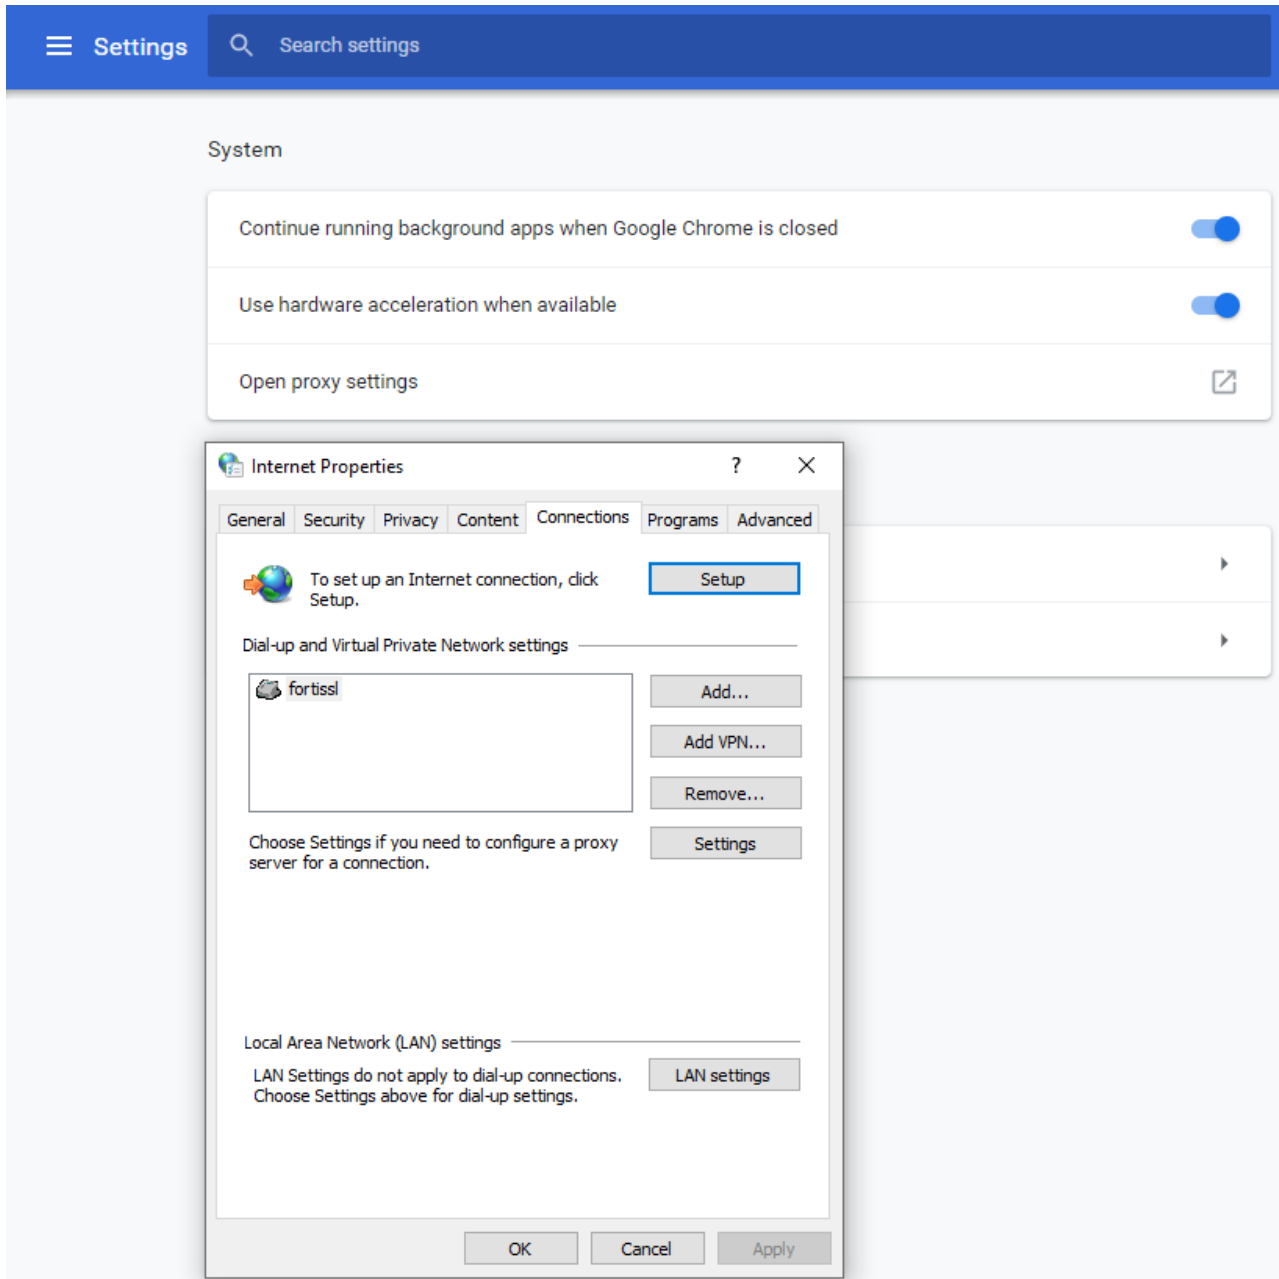 Settings
Search settings
System
Continue running background apps when Google Chrome is closed
Use hardware acceleration when available
Open proxy settings
Internet Properties
?
General Security Privacy Content Connections Programs Advanced
To set up an Internet connection, click
Setup.
Setup
Dial-up and Virtual Private Network settings
fortissl
Add...
Add VPN...
Remove...
Choose Settings if you need to configure a proxy
server for a connection.
Settings
Local Area Network (LAN) settings
LAN Settings do not apply to dial-up connections.
Choose Settings above for dial-up settings.
LAN settings
OK Cancel Apply